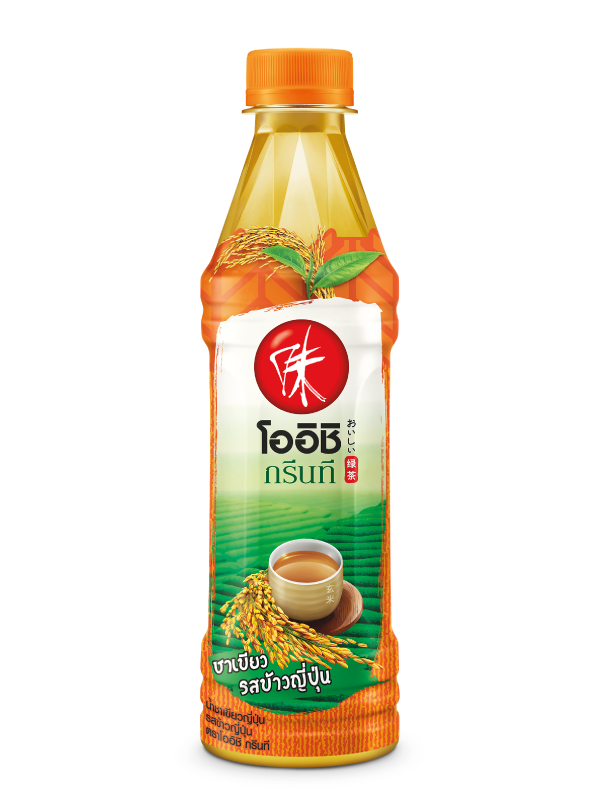 味
โออิชิ
おいしい
緑茶
กรีนที
玄米
ชาเขียว
รสข้าวญี่ปุ่น
น้ำชาเขียวญี่ปุ่น
รสข้าวญี่ปุ่น
ตราโออิชิ กรีนที